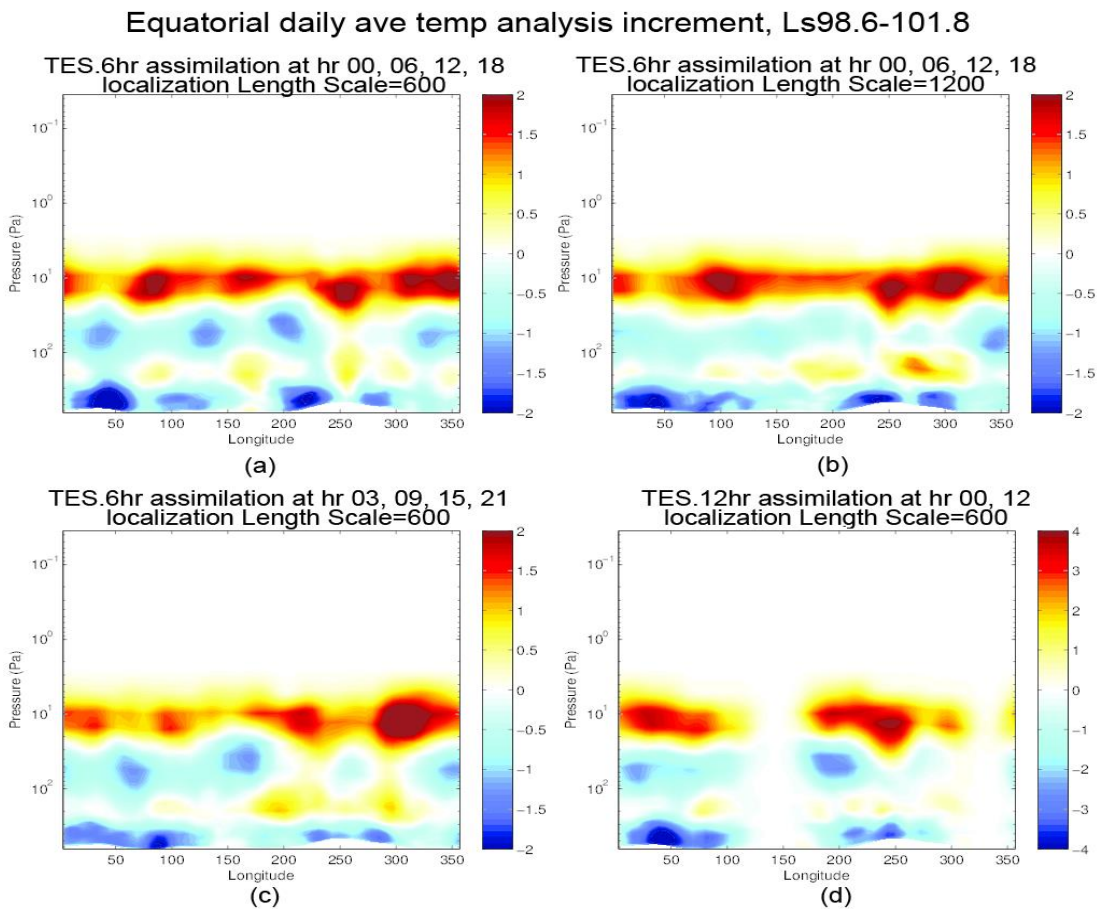 Equatorial daily ave temp analysis increment, Ls98.6-101.8
TES.6hr assimilation at hr 00, 06, 12, 18
localization Length Scale=600
10⁻¹
10⁰
10¹
10²
Pressure (Pa)
50 100 150 200 250 300 350
Longitude
2
1.5
1
0.5
0
−0.5
−1
−1.5
−2
(a)
TES.6hr assimilation at hr 00, 06, 12, 18
localization Length Scale=1200
10⁻¹
10⁰
10¹
10²
Pressure (Pa)
50 100 150 200 250 300 350
Longitude
2
1.5
1
0.5
0
−0.5
−1
−1.5
−2
(b)
TES.6hr assimilation at hr 03, 09, 15, 21
localization Length Scale=600
10⁻¹
10⁰
10¹
10²
Pressure (Pa)
50 100 150 200 250 300 350
Longitude
2
1.5
1
0.5
0
−0.5
−1
−1.5
−2
(c)
TES.12hr assimilation at hr 00, 12
localization Length Scale=600
10⁻¹
10⁰
10¹
10²
Pressure (Pa)
50 100 150 200 250 300 350
Longitude
4
3
2
1
0
−1
−2
−3
−4
(d)